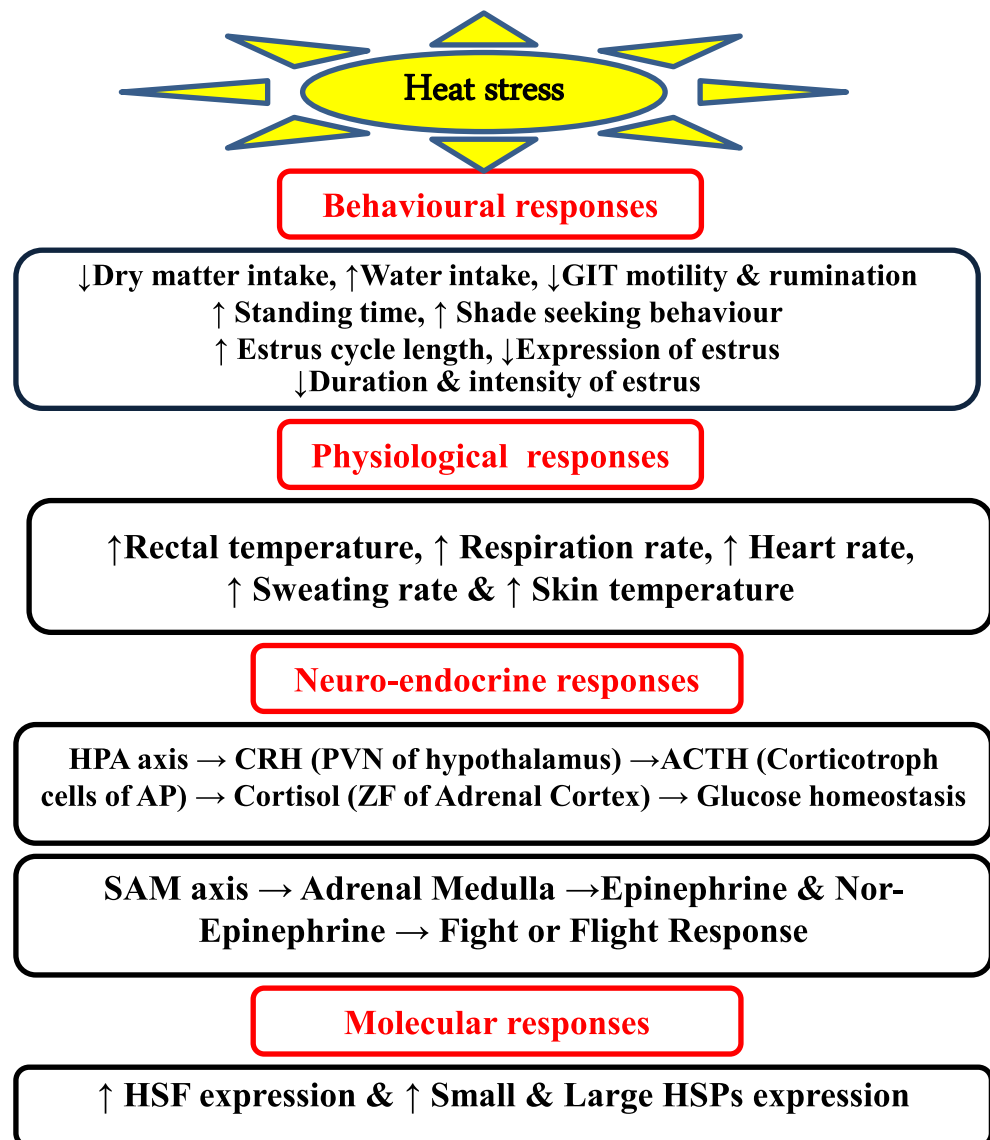 Heat stress
Behavioural responses
↓Dry matter intake, ↑Water intake, ↓GIT motility & rumination
↑ Standing time, ↑ Shade seeking behaviour
↑ Estrus cycle length, ↓Expression of estrus
↓Duration & intensity of estrus
Physiological responses
↑Rectal temperature, ↑ Respiration rate, ↑ Heart rate,
↑ Sweating rate & ↑ Skin temperature
Neuro-endocrine responses
HPA axis → CRH (PVN of hypothalamus) →ACTH (Corticotroph
cells of AP) → Cortisol (ZF of Adrenal Cortex) → Glucose homeostasis
SAM axis → Adrenal Medulla →Epinephrine & Nor-
Epinephrine → Fight or Flight Response
Molecular responses
↑ HSF expression & ↑ Small & Large HSPs expression